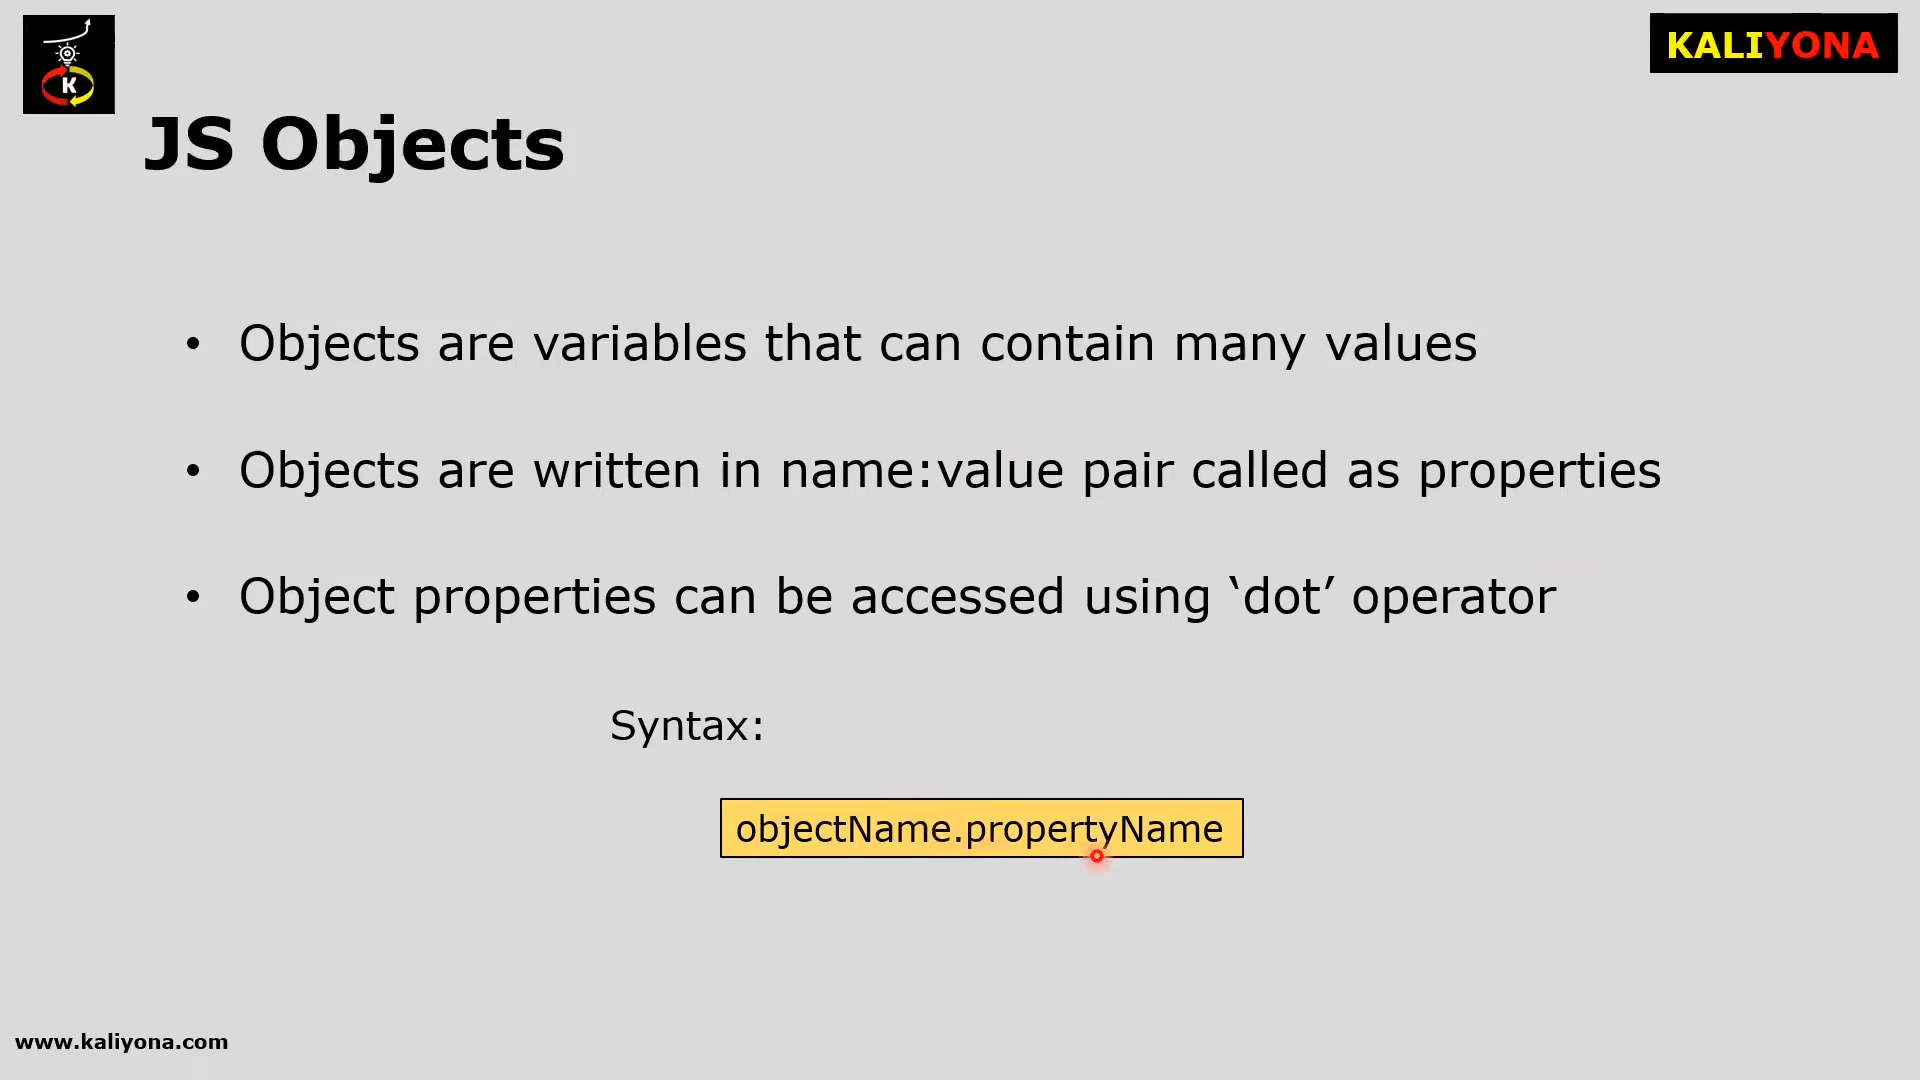 K
KALIYONA
JS Objects
• Objects are variables that can contain many values
• Objects are written in name:value pair called as properties
• Object properties can be accessed using ‘dot’ operator
Syntax:
objectName.propertyName
www.kaliyona.com